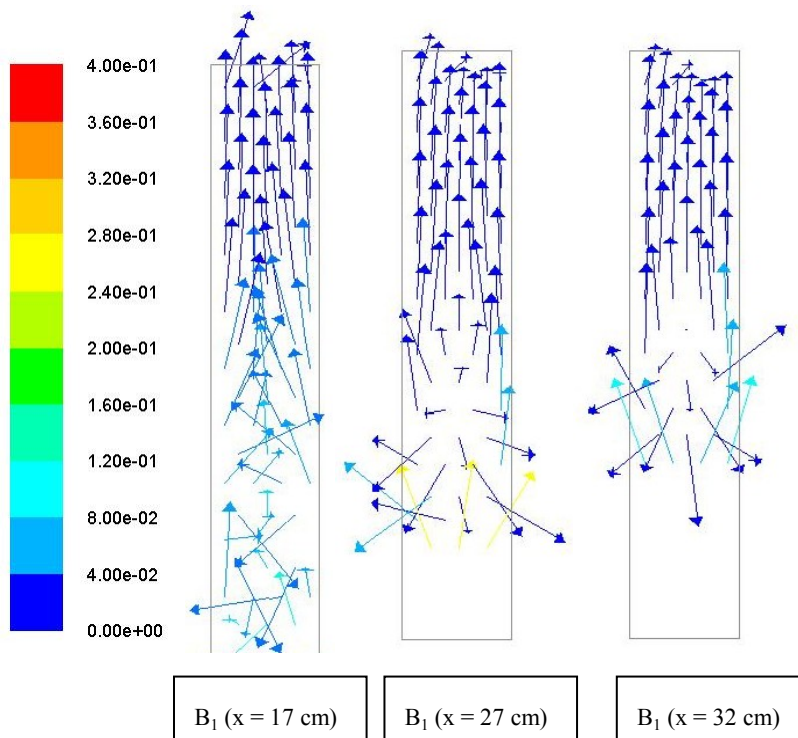 4.00e-01
3.60e-01
3.20e-01
2.80e-01
2.40e-01
2.00e-01
1.60e-01
1.20e-01
8.00e-02
4.00e-02
0.00e+00
B₁ (x = 17 cm)
B₁ (x = 27 cm)
B₁ (x = 32 cm)